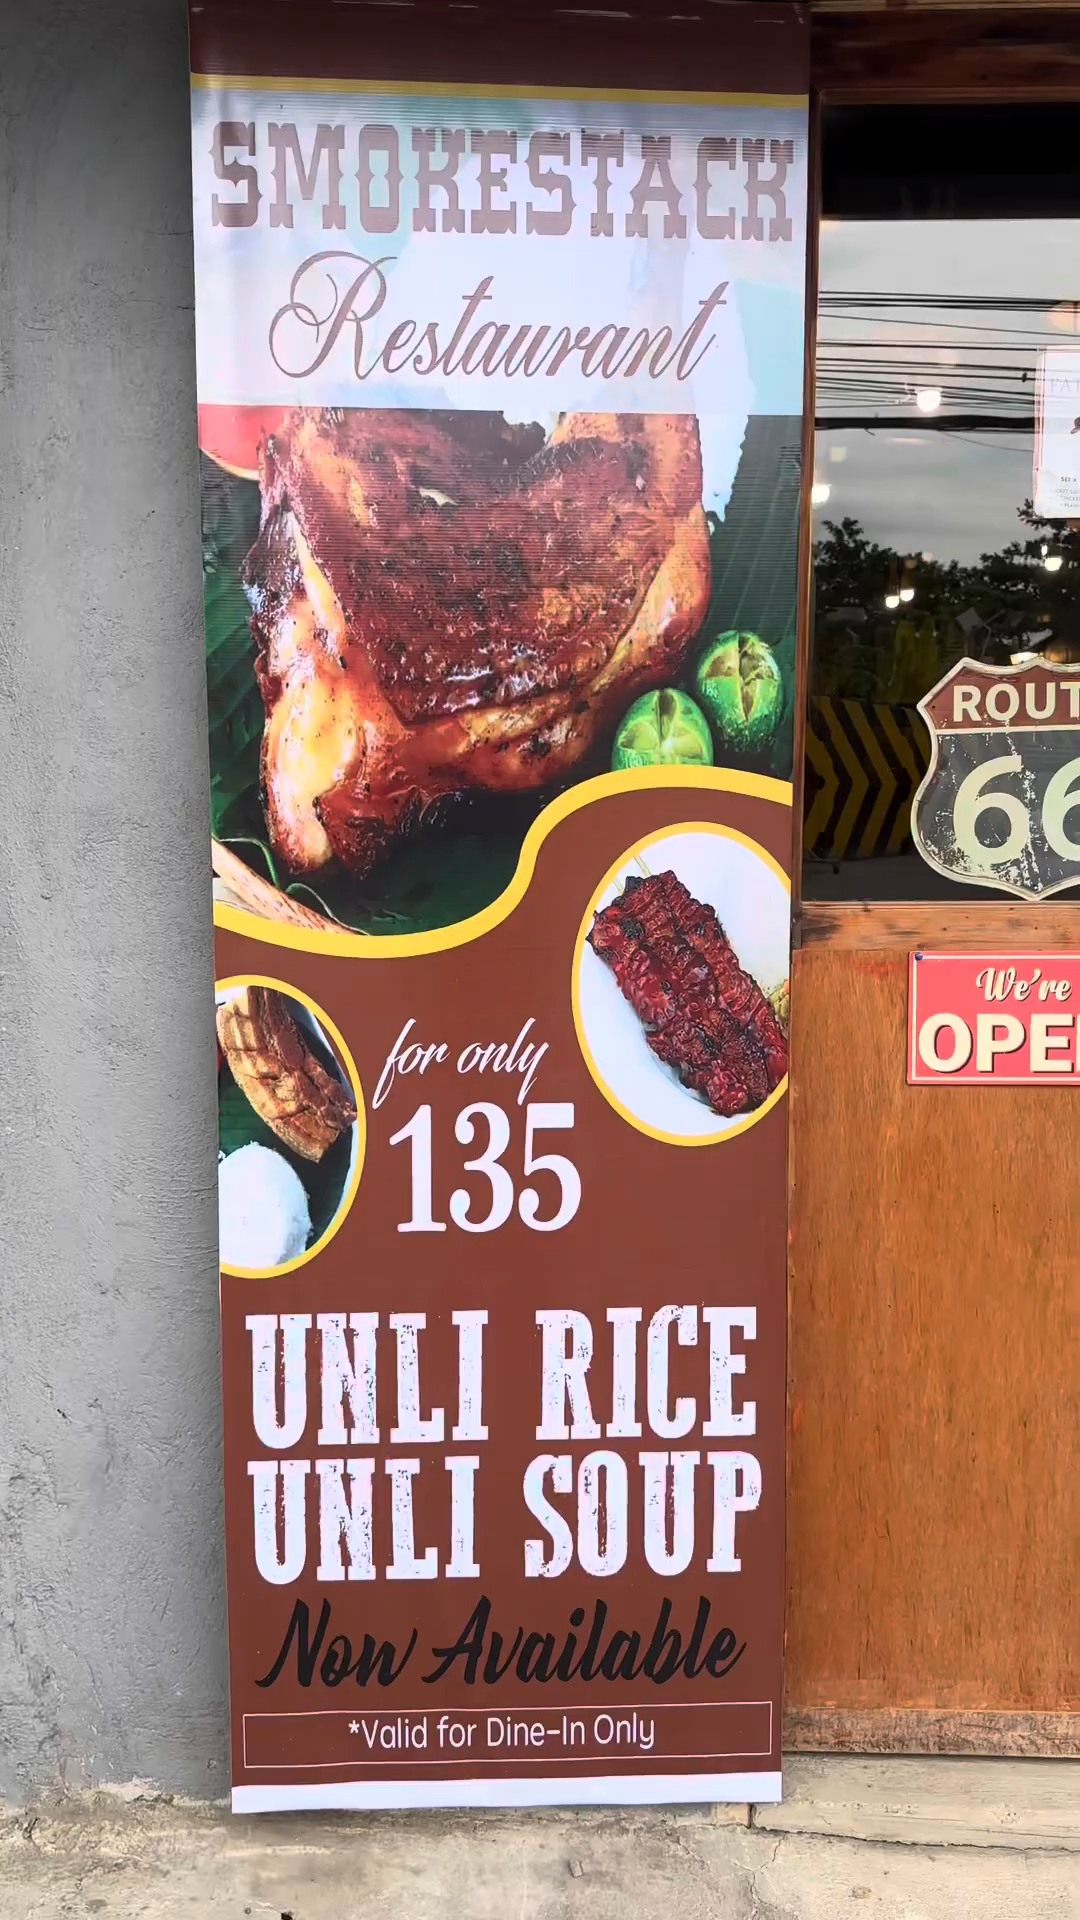 SMOKESTACK
Restaurant
for only
135
UNLI RICE
UNLI SOUP
Now Available
*Valid for Dine-In Only
ROUT
66
We're
OPE